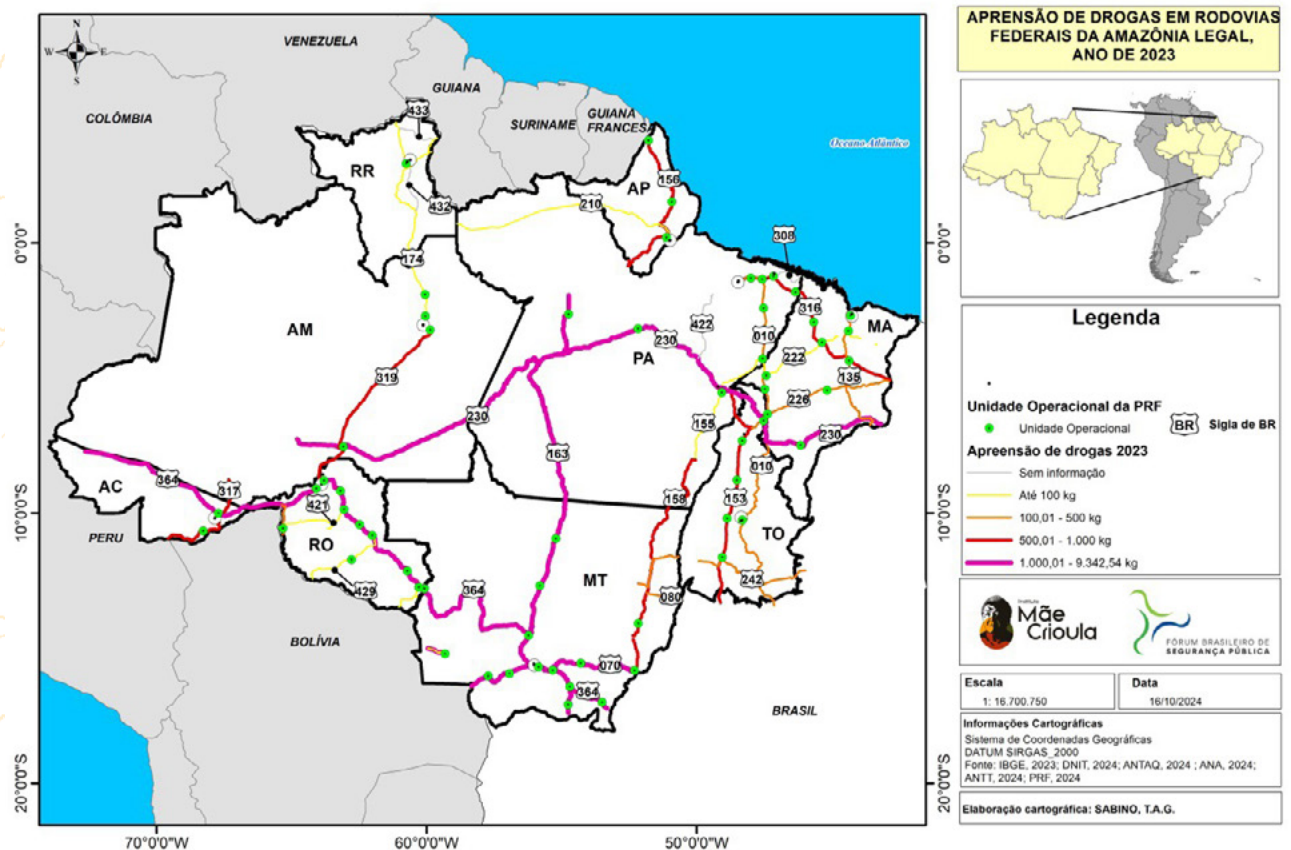 APRENSÃO DE DROGAS EM RODOVIAS
FEDERAIS DA AMAZÔNIA LEGAL,
ANO DE 2023
N
W
E
S
VENEZUELA
COLÔMBIA
GUIANA
SURINAME
GUIANA
FRANCESA
Oceano Atlântico
433
RR
432
AP
156
210
174
308
0°0'0"
0°0'0"
AM
422
316
MA
PA
230
010
222
319
135
226
230
155
230
163
364
AC
317
010
158
153
421
10°0'0"S
10°0'0"S
PERU
RO
TO
429
364
MT
080
242
BOLÍVIA
070
364
BRASIL
20°0'0"S
20°0'0"S
70°0'0"W
60°0'0"W
50°0'0"W
Legenda
Unidade Operacional da PRF
Unidade Operacional
BR
Sigla de BR
Apreensão de drogas 2023
Sem informação
Até 100 kg
100,01 - 500 kg
500,01 - 1.000 kg
1.000,01 - 9.342,54 kg
Instituto
Mãe
Crioula
FÓRUM BRASILEIRO DE
SEGURANÇA PÚBLICA
Escala
1: 16.700.750
Data
16/10/2024
Informações Cartográficas
Sistema de Coordenadas Geográficas
DATUM SIRGAS_2000
Fonte: IBGE, 2023; DNIT, 2024; ANTAQ, 2024 ; ANA, 2024;
ANTT, 2024; PRF, 2024
Elaboração cartográfica: SABINO, T.A.G.